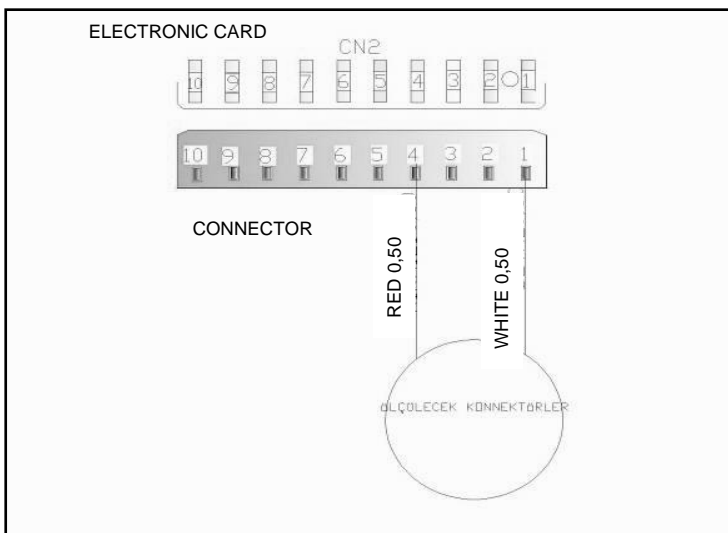 ELECTRONIC CARD
CN2
10 9 8 7 6 5 4 3 2 1
10 9 8 7 6 5 4 3 2 1
CONNECTOR
RED 0,50
WHITE 0,50
ÖLÇÜLECEK KONNEKTÖRLER